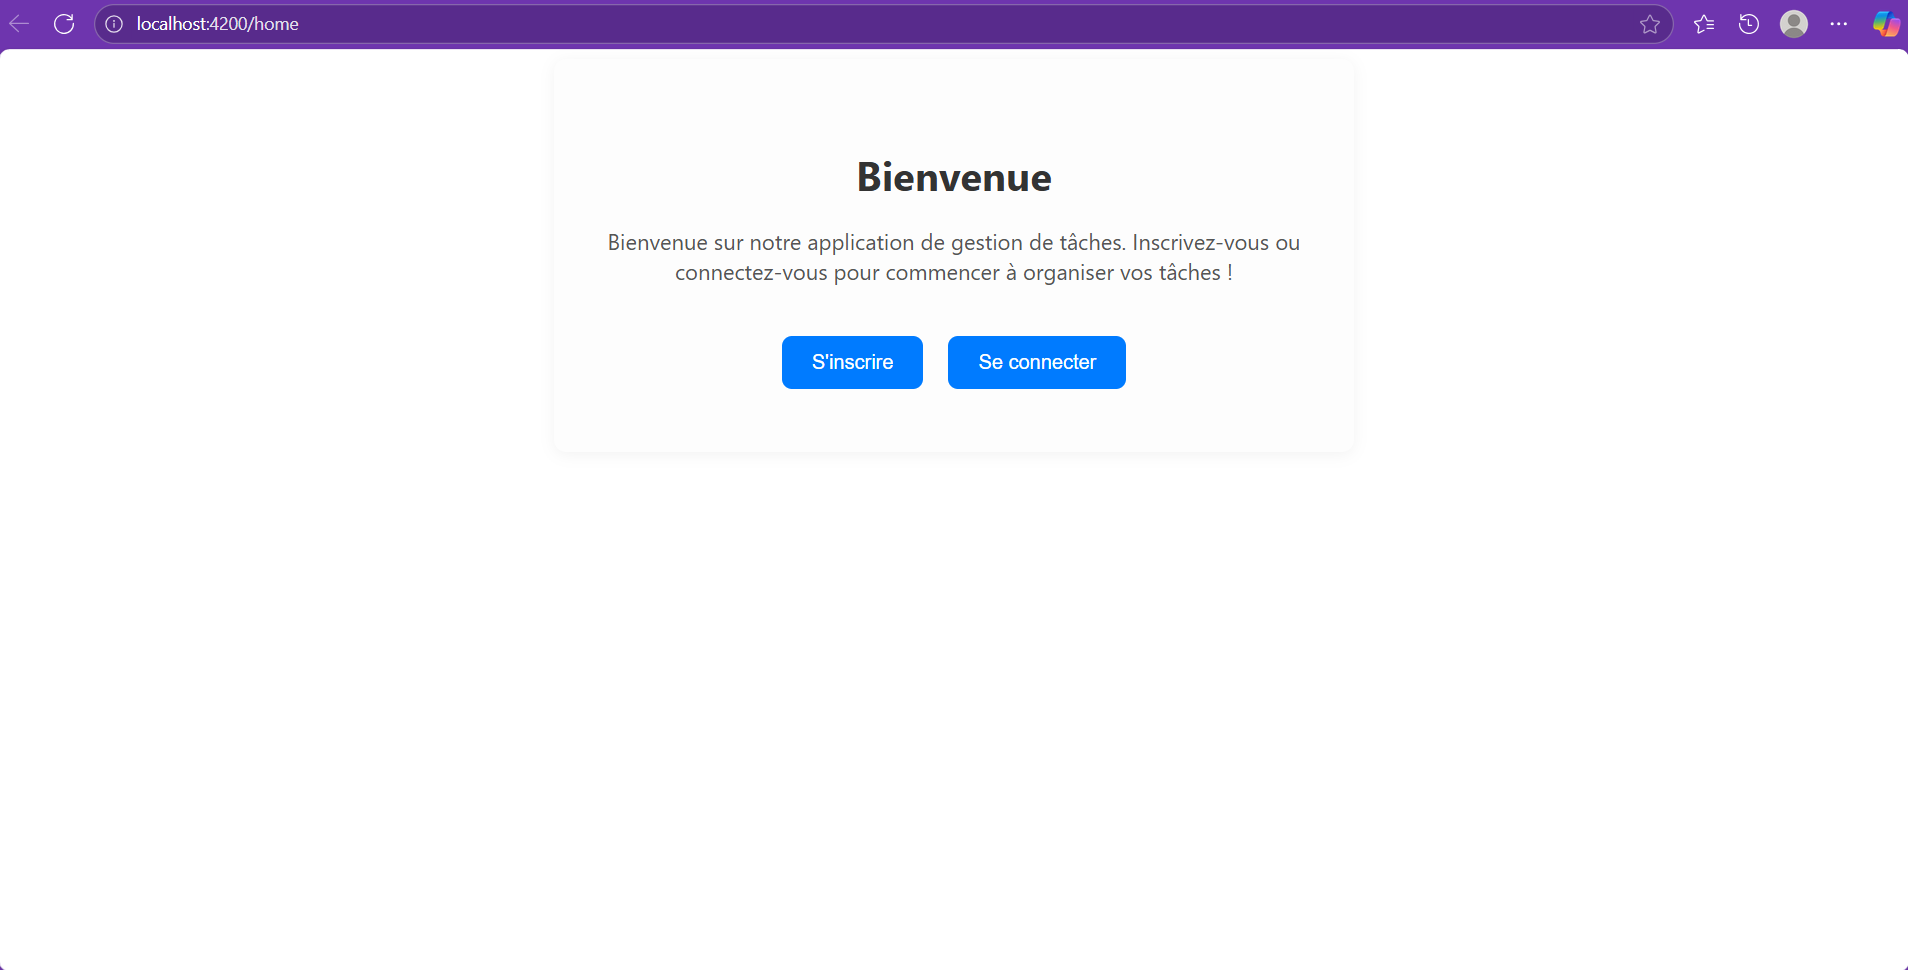 localhost:4200/home
Bienvenue
Bienvenue sur notre application de gestion de tâches. Inscrivez-vous ou
connectez-vous pour commencer à organiser vos tâches !
S'inscrire
Se connecter